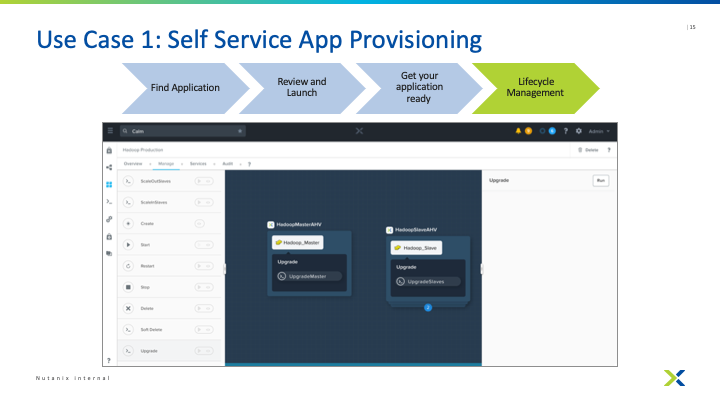 | 15
Use Case 1: Self Service App Provisioning
Find Application
Review and
Launch
Get your
application
ready
Lifecycle
Management
Calm
Admin
Hadoop Production
Delete
?
Overview
Manage
Services
Audit
?
ScaleOutSlaves
ScaleInSlaves
Create
Start
Restart
Stop
Delete
Soft Delete
Upgrade
HadoopMasterAHV
Hadoop_Master
Upgrade
UpgradeMaster
HadoopSlaveAHV
Hadoop_Slave
Upgrade
UpgradeSlaves
Upgrade
Run
?
Nutanix Internal